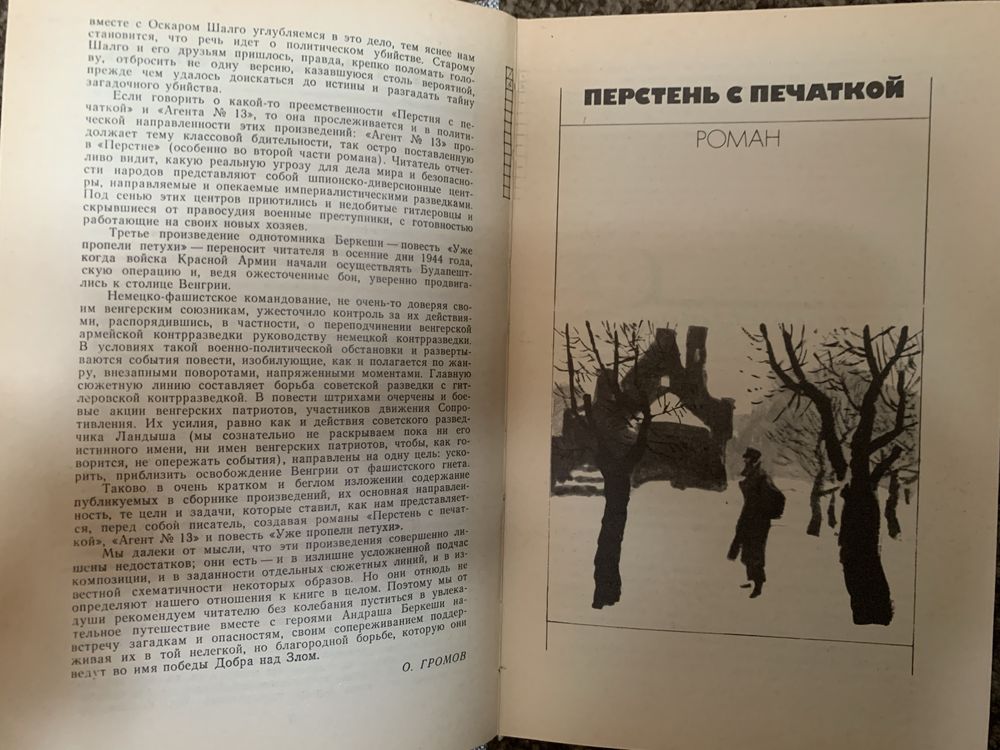 вместе с Оскаром Шалго углубляемся в это дело, тем яснее нам
становится, что речь идет о политическом убийстве. Старому
Шалго и его друзьям пришлось, правда, крепко поломать голо-
ву, отбросить не одну версию, казавшуюся столь вероятной,
прежде чем удалось доискаться до истины и разгадать тайну
загадочного убийства.
Если говорить о какой-то преемственности «Перстня с пе-
чаткой» и «Агента № 13», то она прослеживается и в полити-
ческой направленности этих произведений: «Агент № 13» про-
должает тему классовой бдительности, так остро поставленную
в «Перстне» (особенно во второй части романа). Читатель отчет-
ливо видит, какую реальную угрозу для дела мира и безопасно-
сти народов представляют собой шпионско-диверсионные цент-
ры, направляемые и опекаемые империалистическими разведками.
Под сенью этих центров приютились и недобитые гитлеровцы и
скрывшиеся от правосудия военные преступники, с готовностью
работающие на своих новых хозяев.
Третье произведение однотомника Беркеши — повесть «Уже
пропели петухи» — переносит читателя в осенние дни 1944 года,
когда войска Красной Армии начали осуществлять Будапешт-
скую операцию и, ведя ожесточенные бои, уверенно продвига-
лись к столице Венгрии.
Немецко-фашистское командование, не очень-то доверяя сво-
им венгерским союзникам, ужесточило контроль за их действия-
ми, распорядившись, в частности, о переподчинении венгерской
армейской контрразведки руководству немецкой контрразведки.
В условиях такой военно-политической обстановки и разверты-
ваются события повести, изобилующие, как и полагается по жан-
ру, внезапными поворотами, напряженными моментами. Главную
сюжетную линию составляет борьба советской разведки с гит-
леровской контрразведкой. В повести штрихами очерчены и бое-
вые акции венгерских патриотов, участников движения Сопро-
тивления. Их усилия, равно как и действия советского развед-
чика Ландыша (мы сознательно не раскрываем пока ни его
истинного имени, ни имен венгерских патриотов, чтобы, как го-
ворится, не опережать события), направлены на одну цель: уско-
рить, приблизить освобождение Венгрии от фашистского гнета.
Таково в очень кратком и беглом изложении содержание
публикуемых в сборнике произведений, их основная направлен-
ность, те цели и задачи, которые ставил, как нам представляет-
ся, перед собой писатель, создавая романы «Перстень с печат-
кой», «Агент № 13» и повесть «Уже пропели петухи».
Мы далеки от мысли, что эти произведения совершенно ли-
шены недостатков; они есть — и в излишне усложненной подчас
композиции, и в заданности отдельных сюжетных линий, и в из-
вестной схематичности некоторых образов. Но они отнюдь не
определяют нашего отношения к книге в целом. Поэтому мы от
души рекомендуем читателю без колебания пуститься в увлека-
тельное путешествие вместе с героями Андраша Беркеши на-
встречу загадкам и опасностям, своим сопереживанием поддер-
живая их в той нелегкой, но благородной борьбе, которую они
ведут во имя победы Добра над Злом.
О. ГРОМОВ
ПЕРСТЕНЬ С ПЕЧАТКОЙ
РОМАН